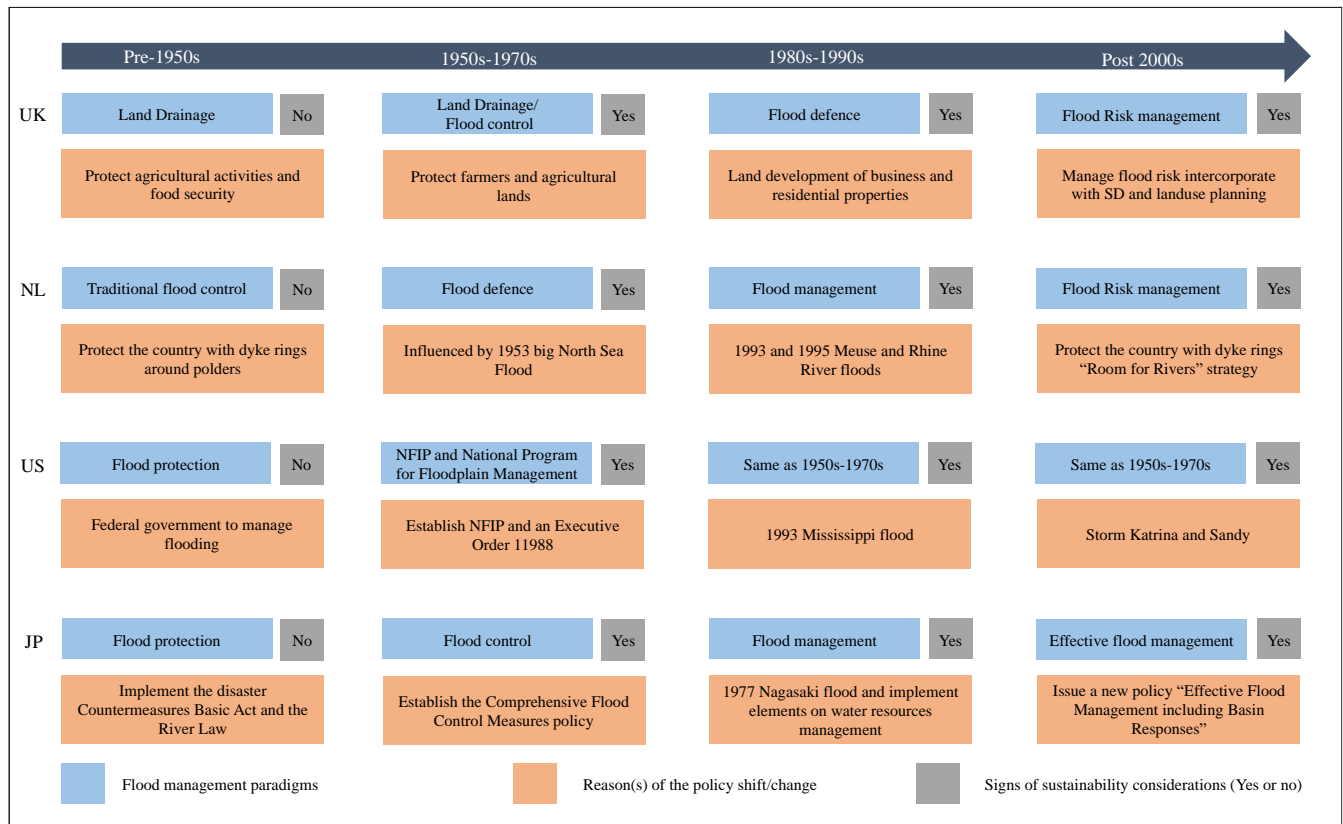 Pre-1950s
1950s-1970s
1980s-1990s
Post 2000s
UK
Land Drainage
No
Land Drainage/
Flood control
Yes
Flood defence
Yes
Flood Risk management
Yes
Protect agricultural activities and
food security
Protect farmers and agricultural
lands
Land development of business and
residential properties
Manage flood risk intercorporate
with SD and landuse planning
NL
Traditional flood control
No
Flood defence
Yes
Flood management
Yes
Flood Risk management
Yes
Protect the country with dyke rings
around polders
Influenced by 1953 big North Sea
Flood
1993 and 1995 Meuse and Rhine
River floods
Protect the country with dyke rings
“Room for Rivers” strategy
US
Flood protection
No
NFIP and National Program
for Floodplain Management
Yes
Same as 1950s-1970s
Yes
Same as 1950s-1970s
Yes
Federal government to manage
flooding
Establish NFIP and an Executive
Order 11988
1993 Mississippi flood
Storm Katrina and Sandy
JP
Flood protection
No
Flood control
Yes
Flood management
Yes
Effective flood management
Yes
Implement the disaster
Countermeasures Basic Act and the
River Law
Establish the Comprehensive Flood
Control Measures policy
1977 Nagasaki flood and implement
elements on water resources
management
Issue a new policy “Effective Flood
Management including Basin
Responses”
Flood management paradigms
Reason(s) of the policy shift/change
Signs of sustainability considerations (Yes or no)